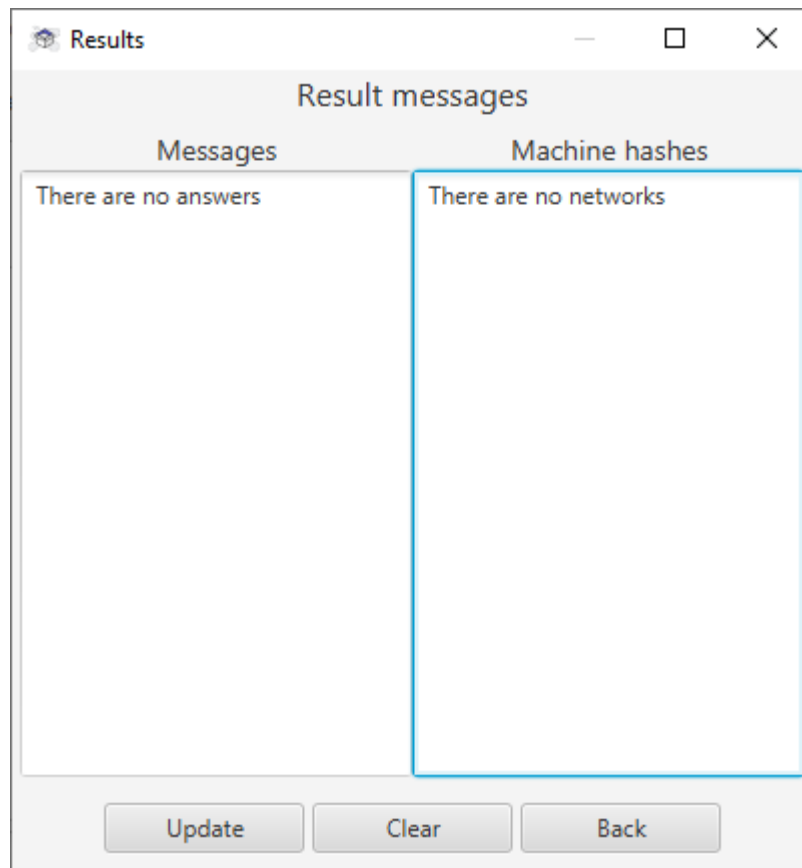 Results
Result messages
Messages
Machine hashes
There are no answers
There are no networks
Update
Clear
Back